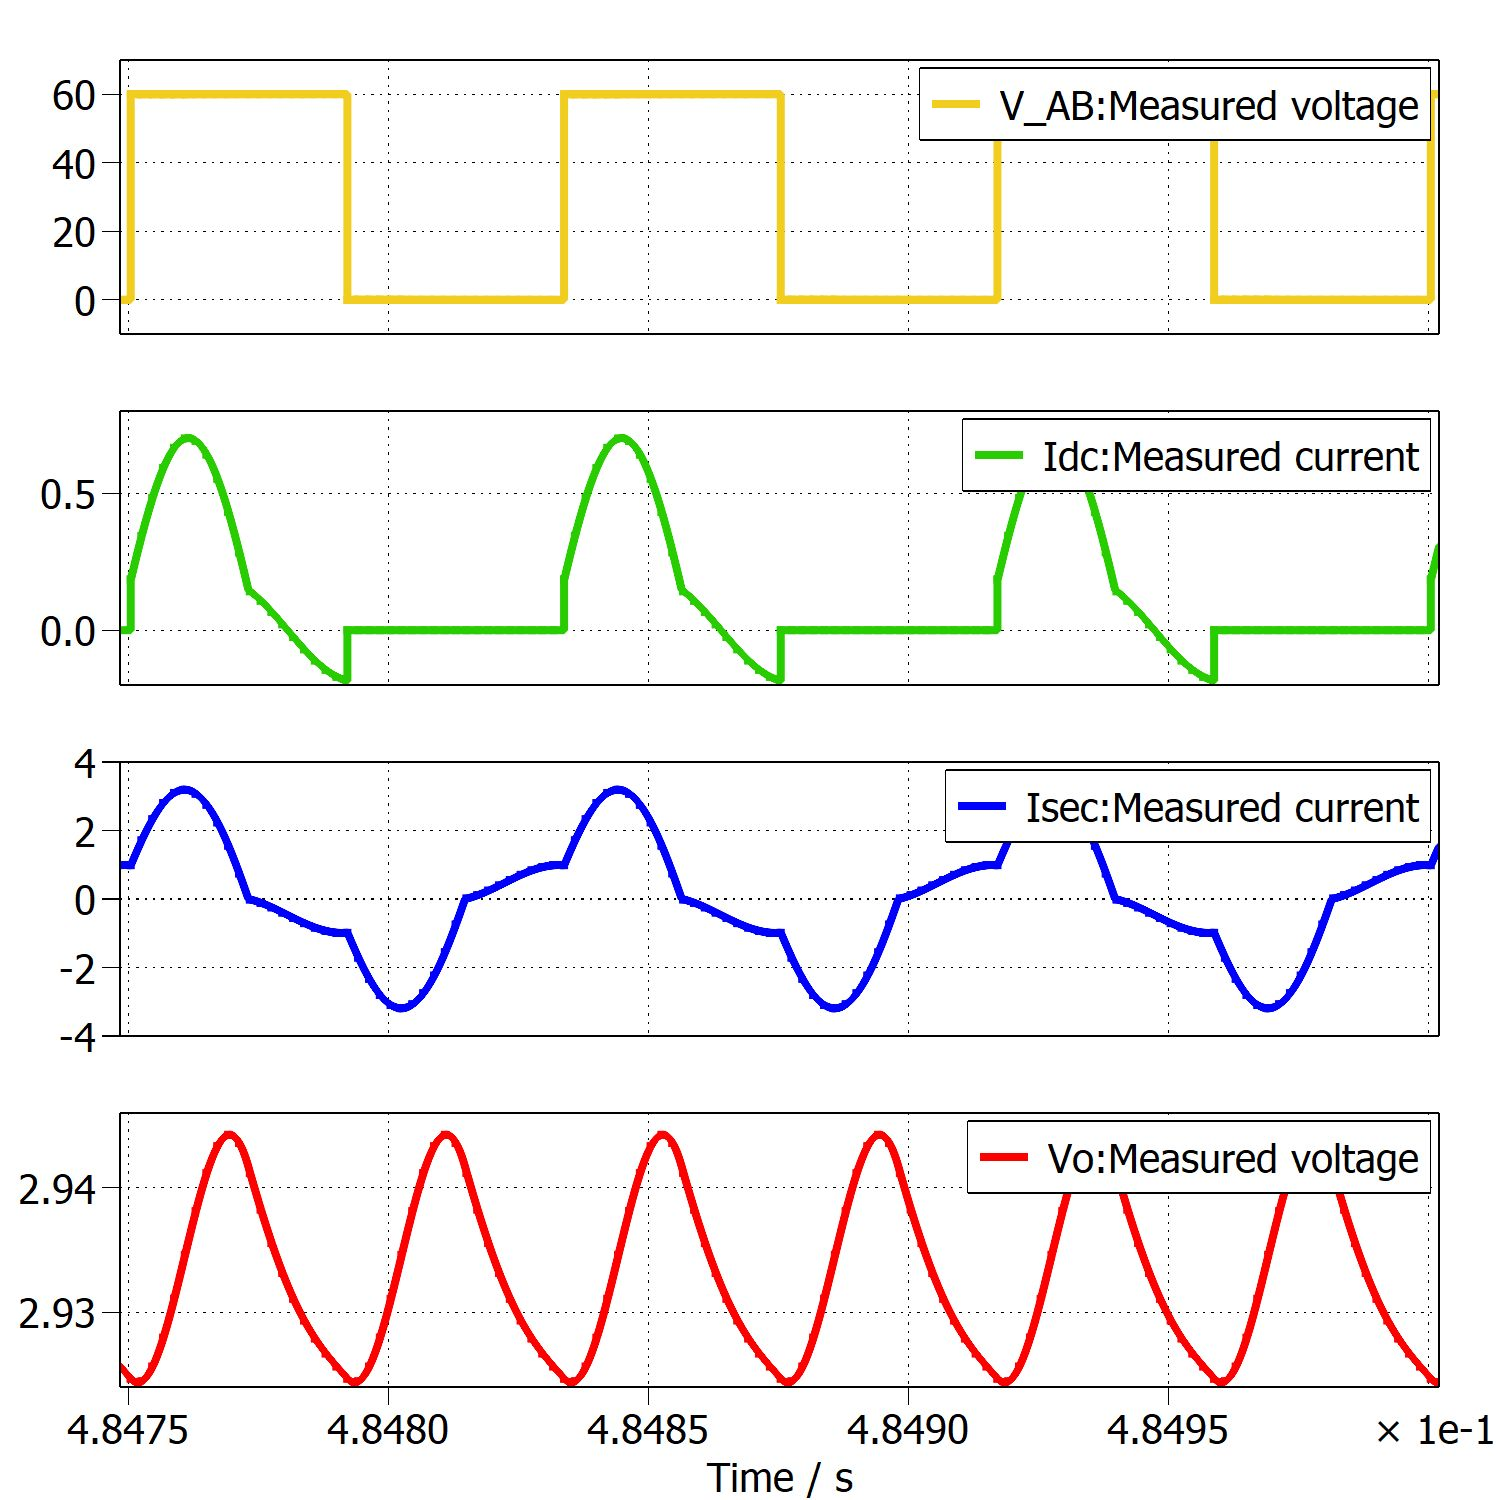 60
40
20
0
V_AB:Measured voltage
0.5
0.0
Idc:Measured current
4
2
0
-2
-4
Isec:Measured current
2.94
2.93
Vo:Measured voltage
4.8475 4.8480 4.8485 4.8490 4.8495 × 1e-1
Time / s